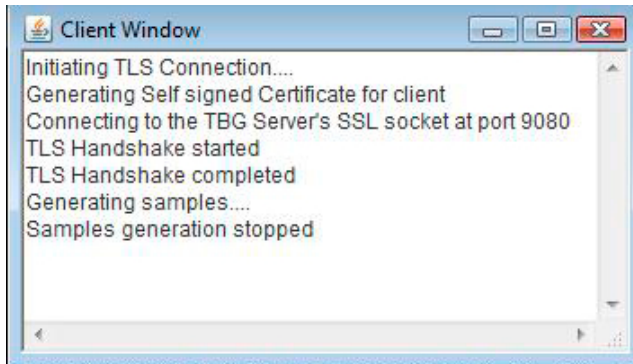 Client Window
Initiating TLS Connection....
Generating Self signed Certificate for client
Connecting to the TBG Server's SSL socket at port 9080
TLS Handshake started
TLS Handshake completed
Generating samples....
Samples generation stopped